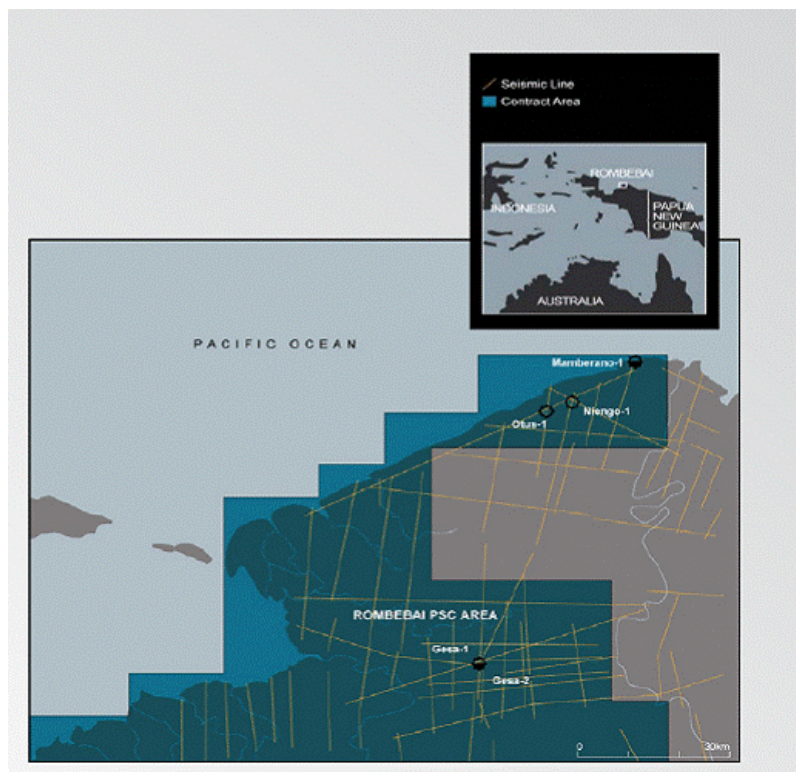 Seismic Line
Contract Area
ROMBEBAI
INDONESIA
PAPUA
NEW
GUINEA
AUSTRALIA
PACIFIC OCEAN
Mamberano-1
Niengo-1
Otus-1
ROMBEBAI PSC AREA
Gesa-1
Gesa-2
0 30km